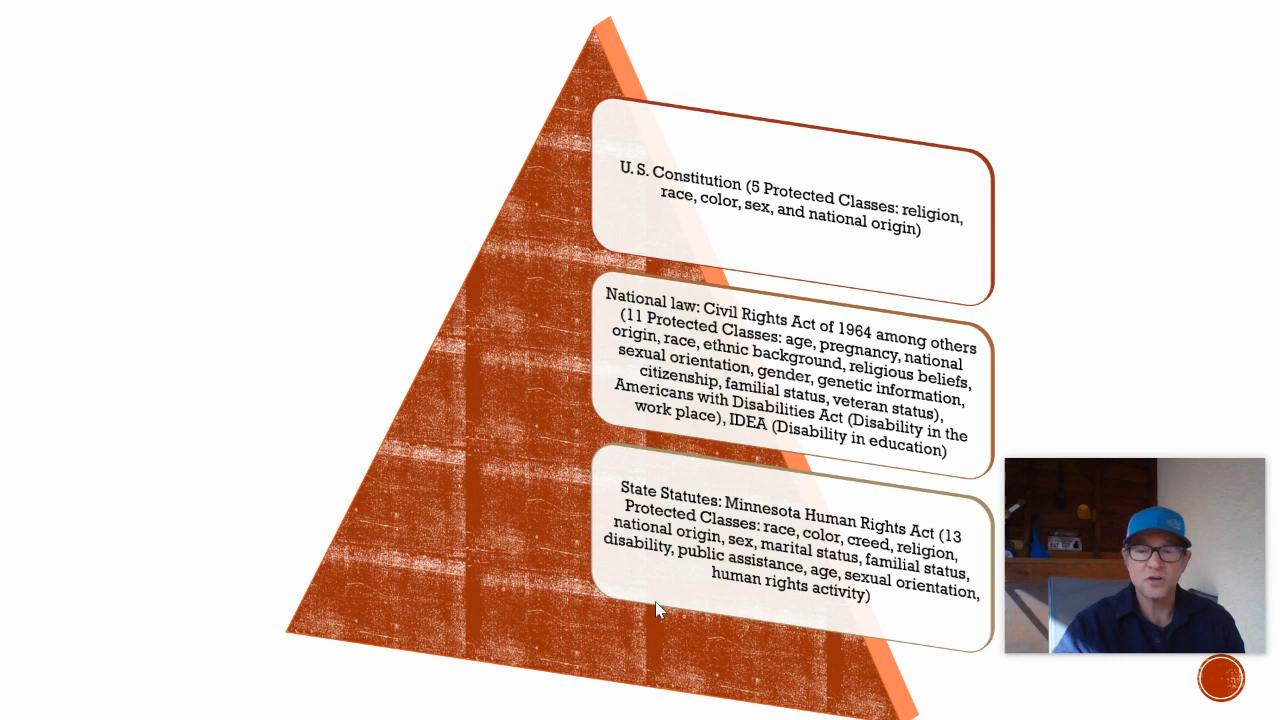 U. S. Constitution (5 Protected Classes: religion,
race, color, sex, and national origin)
National law: Civil Rights Act of 1964 among others
(11 Protected Classes: age, pregnancy, national
origin, race, ethnic background, religious beliefs,
sexual orientation, gender, genetic information,
citizenship, familial status, veteran status),
Americans with Disabilities Act (Disability in the
work place), IDEA (Disability in education)
State Statutes: Minnesota Human Rights Act (13
Protected Classes: race, color, creed, religion,
national origin, sex, marital status, familial status,
disability, public assistance, age, sexual orientation,
human rights activity)